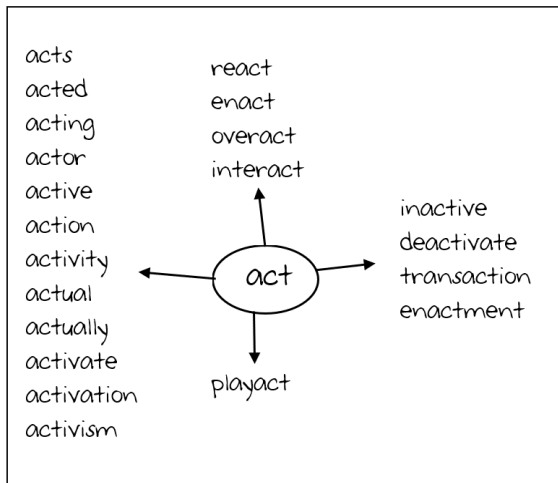 acts
acted
acting
actor
active
action
activity
actual
actually
activate
activation
activism
react
enact
overact
interact
act
playact
inactive
deactivate
transaction
enactment